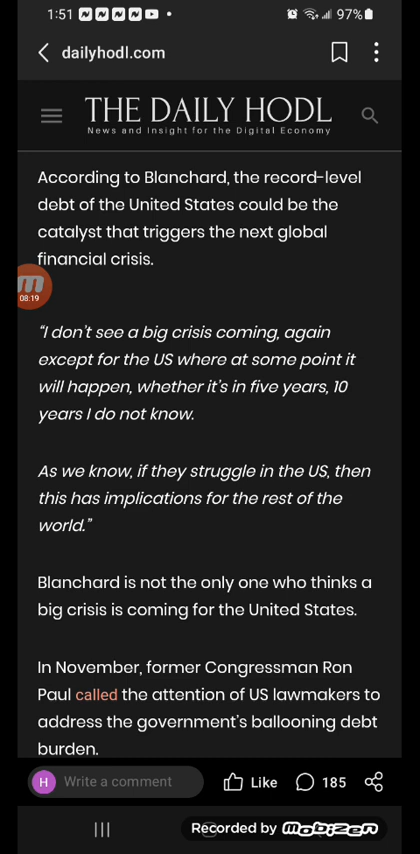 1:51 97%
dailyhodl.com
THE DAILY HODL
News and Insight for the Digital Economy
According to Blanchard, the record-level
debt of the United States could be the
catalyst that triggers the next global
financial crisis.
08:19
“I don’t see a big crisis coming, again
except for the US where at some point it
will happen, whether it’s in five years, 10
years I do not know.
As we know, if they struggle in the US, then
this has implications for the rest of the
world.”
Blanchard is not the only one who thinks a
big crisis is coming for the United States.
In November, former Congressman Ron
Paul called the attention of US lawmakers to
address the government’s ballooning debt
burden.
H Write a comment Like 185
Recorded by mobizen